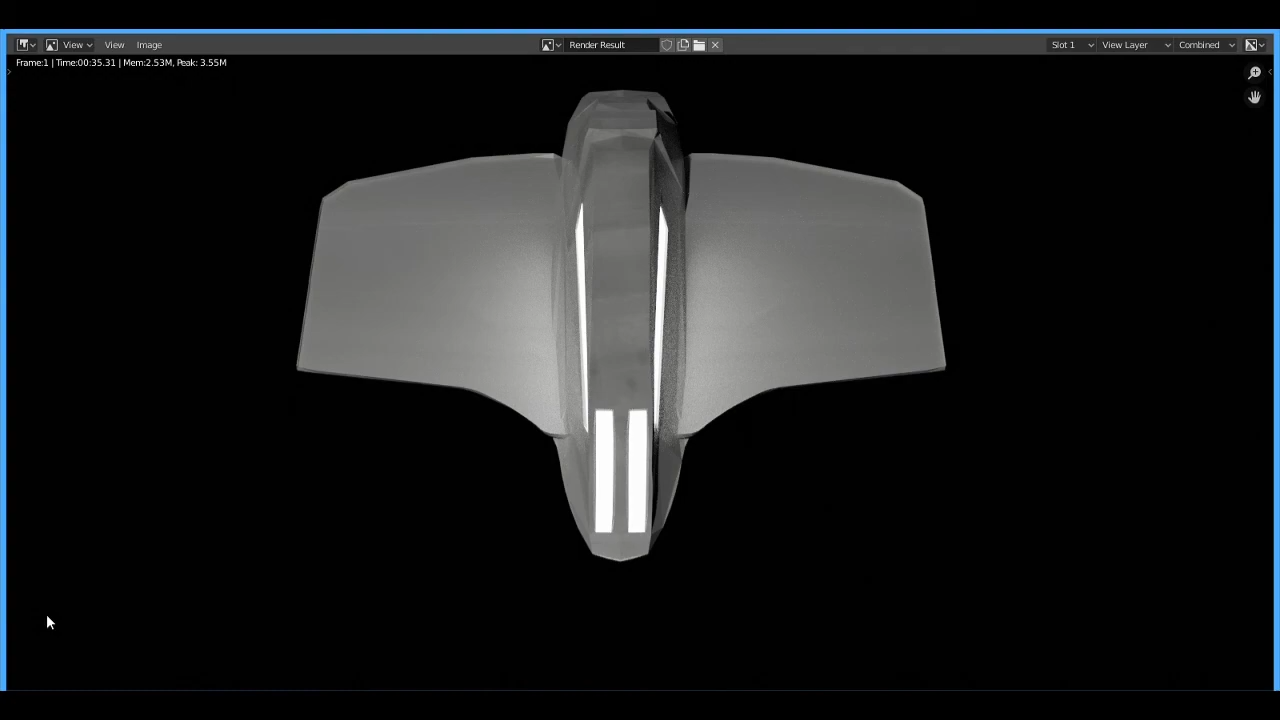 View View Image Render Result Slot 1 View Layer Combined
Frame:1 | Time:00:35.31 | Mem:2.53M, Peak: 3.55M